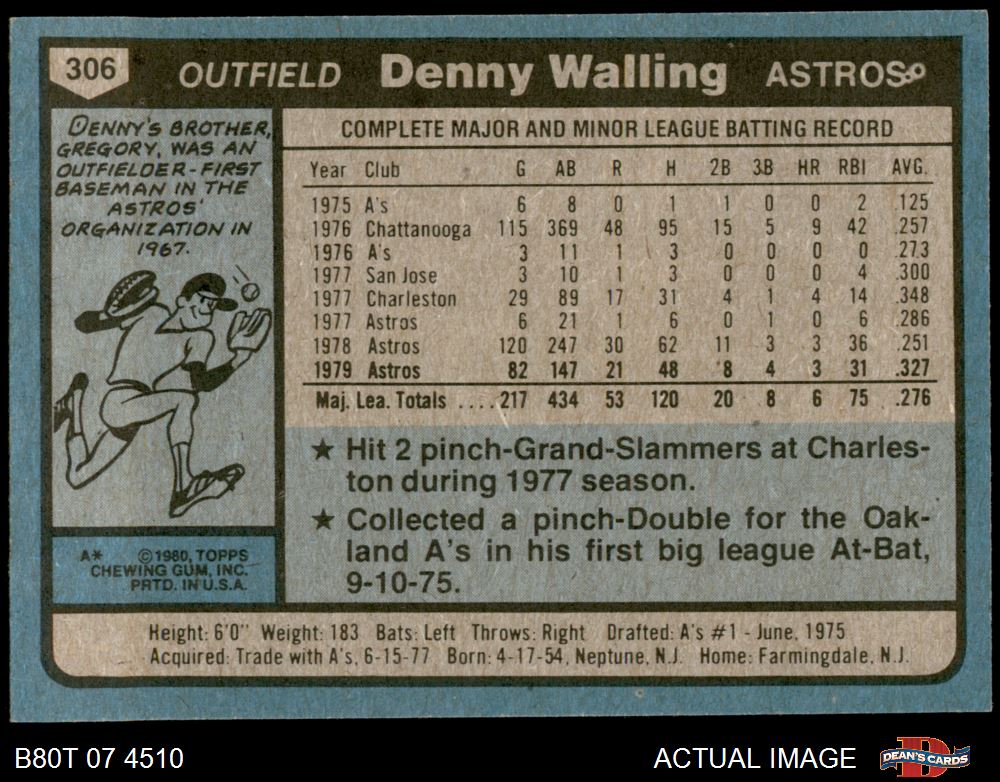 306 OUTFIELD Denny Walling ASTROS
DENNY'S BROTHER,
GREGORY, WAS AN
OUTFIELDER-FIRST
BASEMAN IN THE
ASTROS'
ORGANIZATION IN
1967.
A* ©1980, TOPPS
CHEWING GUM, INC.
PRTD. IN U.S.A.
COMPLETE MAJOR AND MINOR LEAGUE BATTING RECORD
Year Club G AB R H 2B 3B HR RBI AVG.
1975 A's 6 8 0 1 1 0 0 2 .125
1976 Chattanooga 115 369 48 95 15 5 9 42 .257
1976 A's 3 11 1 3 0 0 0 0 .273
1977 San Jose 3 10 1 3 0 0 0 4 .300
1977 Charleston 29 89 17 31 4 1 4 14 .348
1977 Astros 6 21 1 6 0 1 0 6 .286
1978 Astros 120 247 30 62 11 3 3 36 .251
1979 Astros 82 147 21 48 8 4 3 31 .327
Maj. Lea. Totals ....217 434 53 120 20 8 6 75 .276
★ Hit 2 pinch-Grand-Slammers at Charles-
ton during 1977 season.
★ Collected a pinch-Double for the Oak-
land A's in his first big league At-Bat,
9-10-75.
Height: 6'0" Weight: 183 Bats: Left Throws: Right Drafted: A's #1 - June, 1975
Acquired: Trade with A's, 6-15-77 Born: 4-17-54, Neptune, N.J. Home: Farmingdale, N.J.
B80T 07 4510 ACTUAL IMAGE DEAN'S CARDS